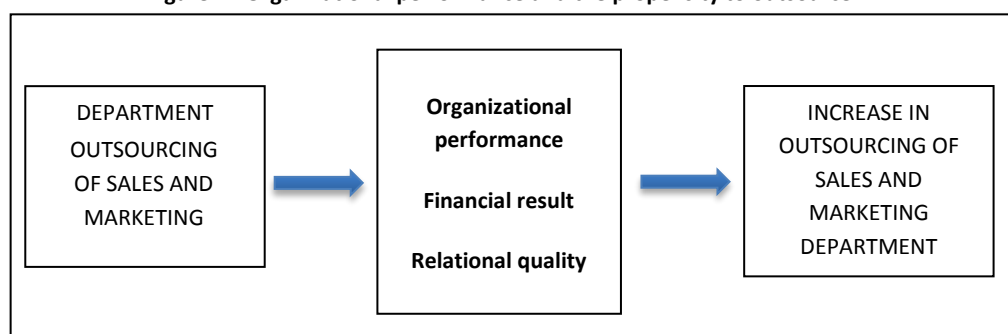 DEPARTMENT
OUTSOURCING
OF SALES AND
MARKETING
Organizational
performance
Financial result
Relational quality
INCREASE IN
OUTSOURCING OF
SALES AND
MARKETING
DEPARTMENT